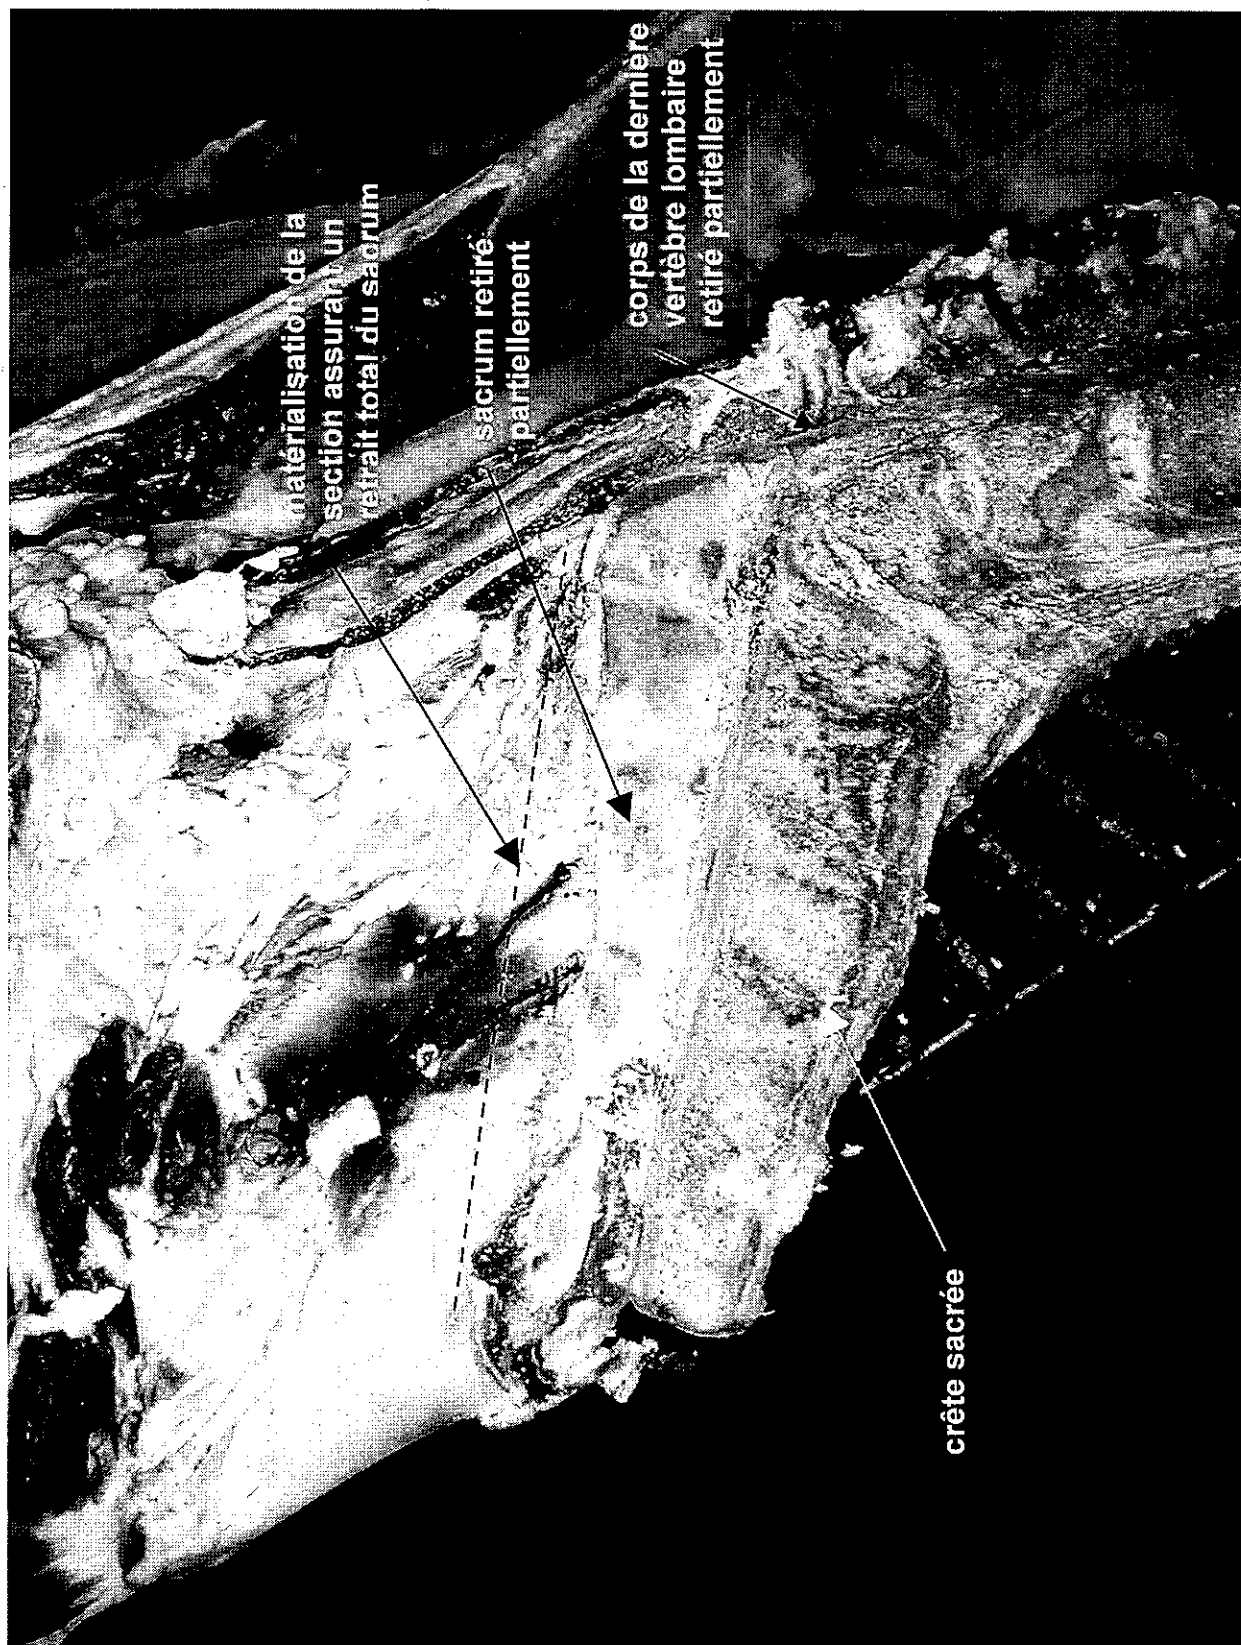 matérialisation de la
section assurant un
retrait total du sacrum
sacrum retiré
partiellement
corps de la dernière
vertèbre lombaire
retiré partiellement
crête sacrée